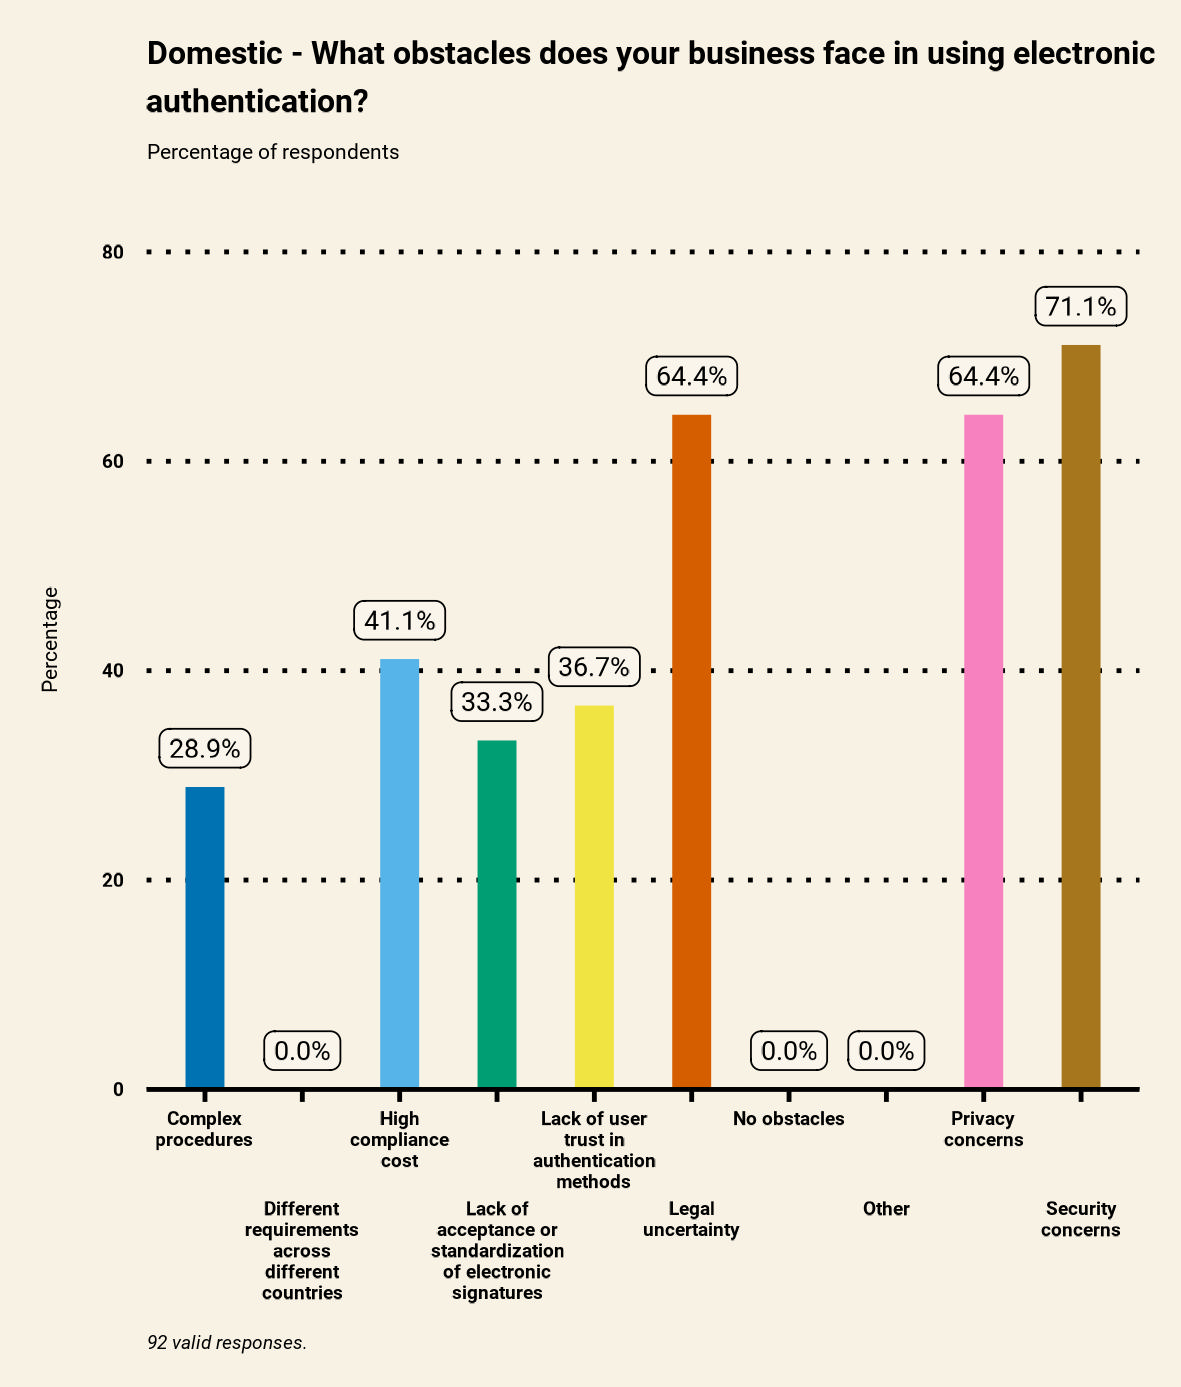 Domestic - What obstacles does your business face in using electronic
authentication?
Percentage of respondents
80
71.1%
64.4%
64.4%
60
Percentage
41.1%
40
36.7%
33.3%
28.9%
20
0.0%
0.0%
0.0%
0
Complex
procedures
High
compliance
cost
Lack of user
trust in
authentication
methods
No obstacles
Privacy
concerns
Different
requirements
across
different
countries
Lack of
acceptance or
standardization
of electronic
signatures
Legal
uncertainty
Other
Security
concerns
92 valid responses.